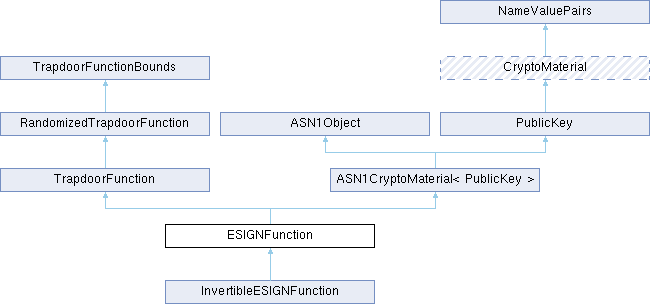 NameValuePairs
TrapdoorFunctionBounds
CryptoMaterial
RandomizedTrapdoorFunction
ASN1Object
PublicKey
TrapdoorFunction
ASN1CryptoMaterial< PublicKey >
ESIGNFunction
InvertibleESIGNFunction